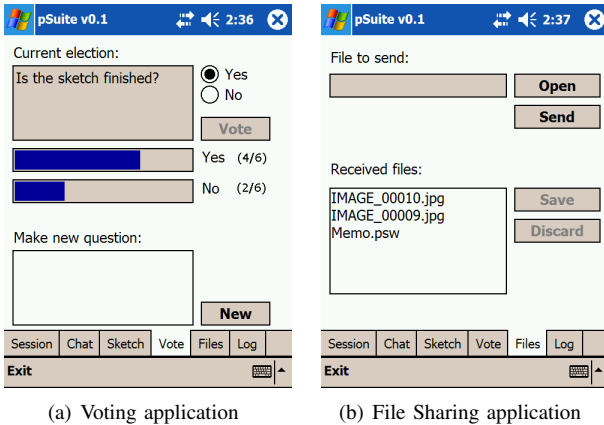 pSuite v0.1 2:36
Current election:
Is the sketch finished?
Yes
No
Vote
Yes (4/6)
No (2/6)
Make new question:
New
Session Chat Sketch Vote Files Log
Exit
(a) Voting application
pSuite v0.1 2:37
File to send:
Open
Send
Received files:
IMAGE_00010.jpg
IMAGE_00009.jpg
Memo.psw
Save
Discard
Session Chat Sketch Vote Files Log
Exit
(b) File Sharing application